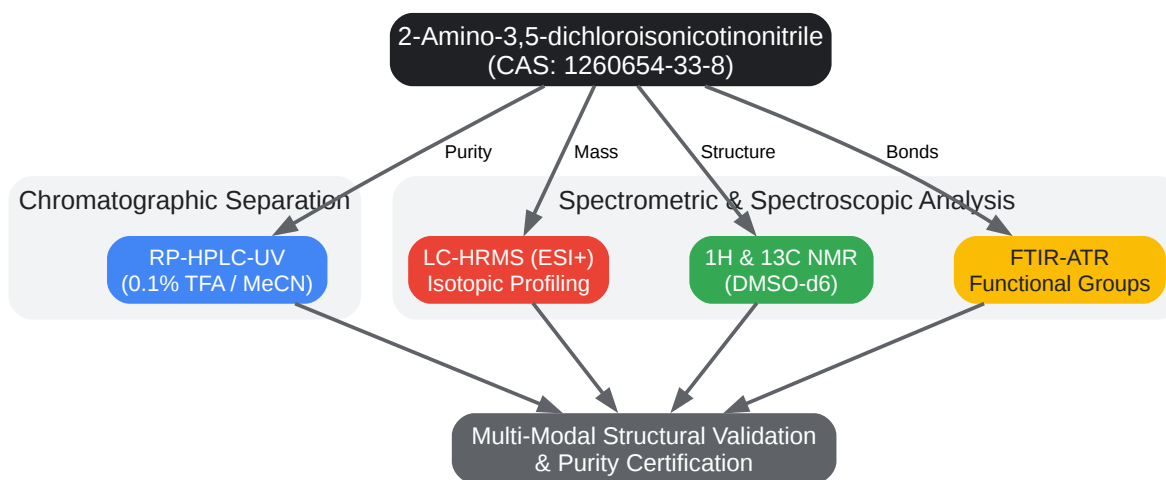 2-Amino-3,5-dichloroisonicotinonitrile
(CAS: 1260654-33-8)
Purity
Mass
Structure
Bonds
Chromatographic Separation
Spectrometric & Spectroscopic Analysis
RP-HPLC-UV
(0.1% TFA / MeCN)
LC-HRMS (ESI+)
Isotopic Profiling
1H & 13C NMR
(DMSO-d6)
FTIR-ATR
Functional Groups
Multi-Modal Structural Validation
& Purity Certification